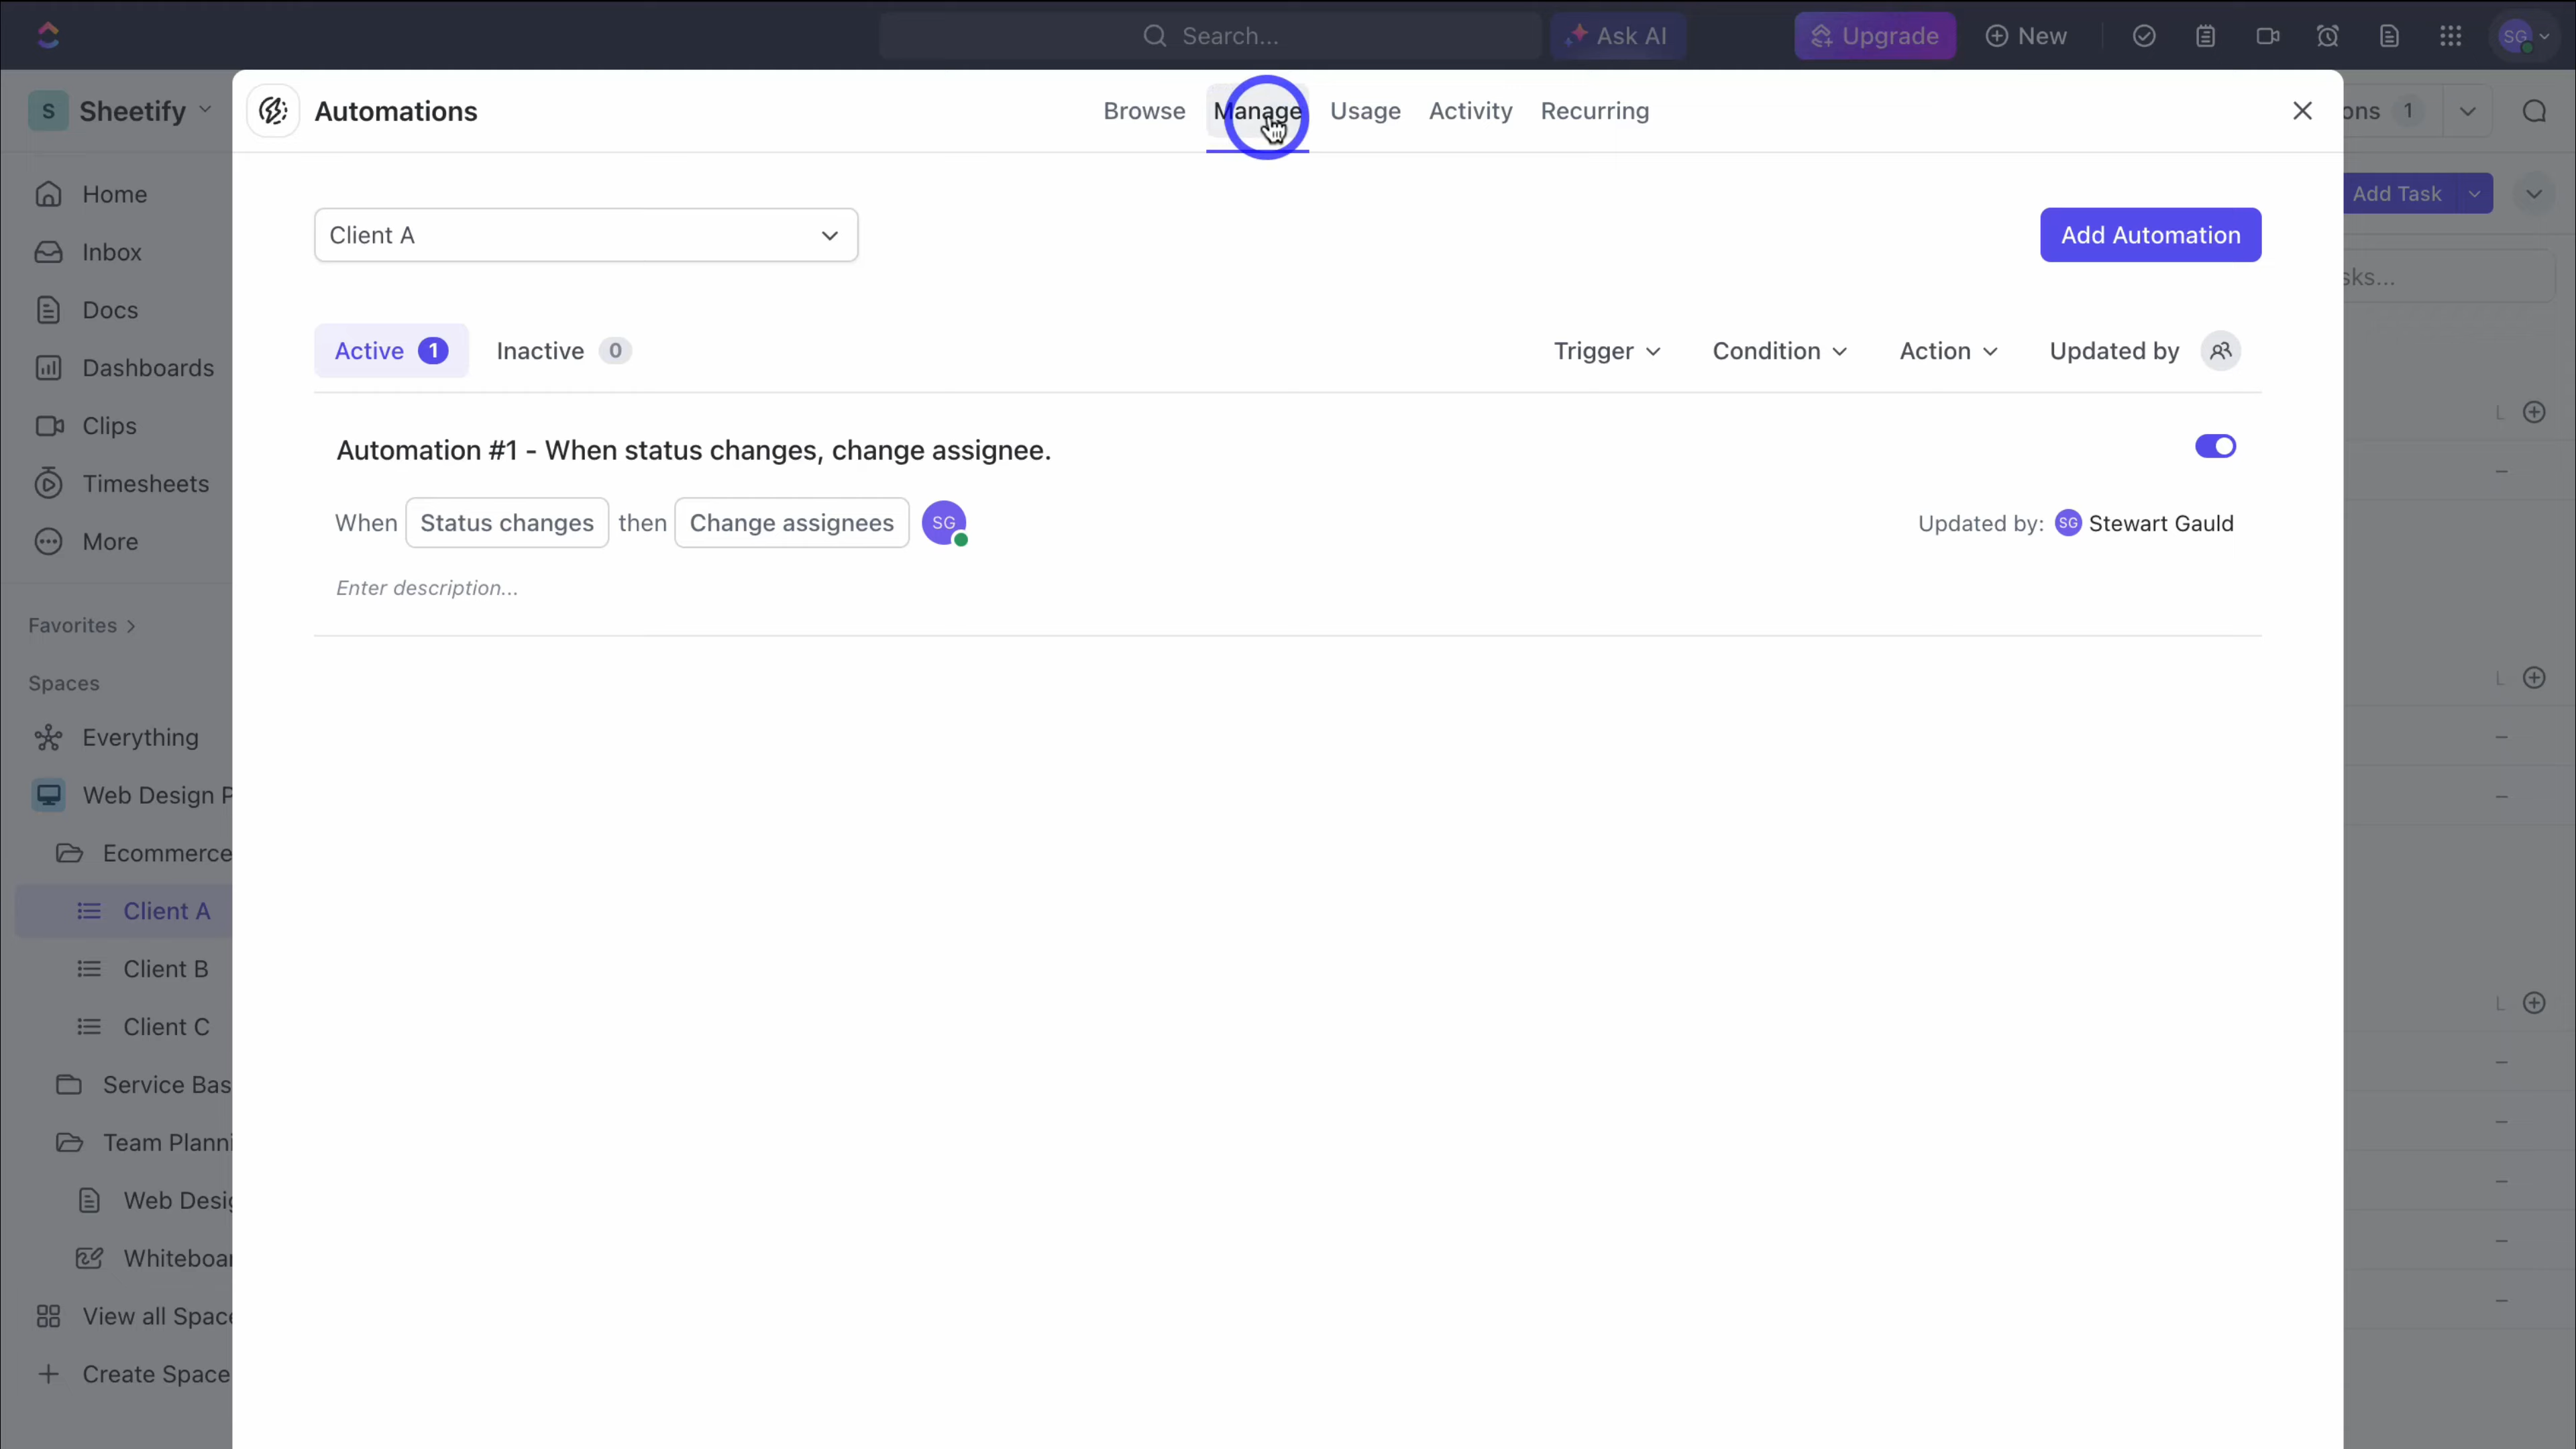 Search...
Ask AI
Upgrade
New
SG
S Sheetify
Automations
Browse Manage Usage Activity Recurring
ons 1
Home
Inbox
Docs
Dashboards
Clips
Timesheets
More
Favorites
Spaces
Everything
Web Design P
Ecommerce
Client A
Client B
Client C
Service Bas
Team Planni
Web Desig
Whiteboar
View all Space
Create Space
Client A
Add Automation
Add Task
sks...
Active 1 Inactive 0
Trigger Condition Action Updated by
Automation #1 - When status changes, change assignee.
When Status changes then Change assignees SG
Updated by: SG Stewart Gauld
Enter description...